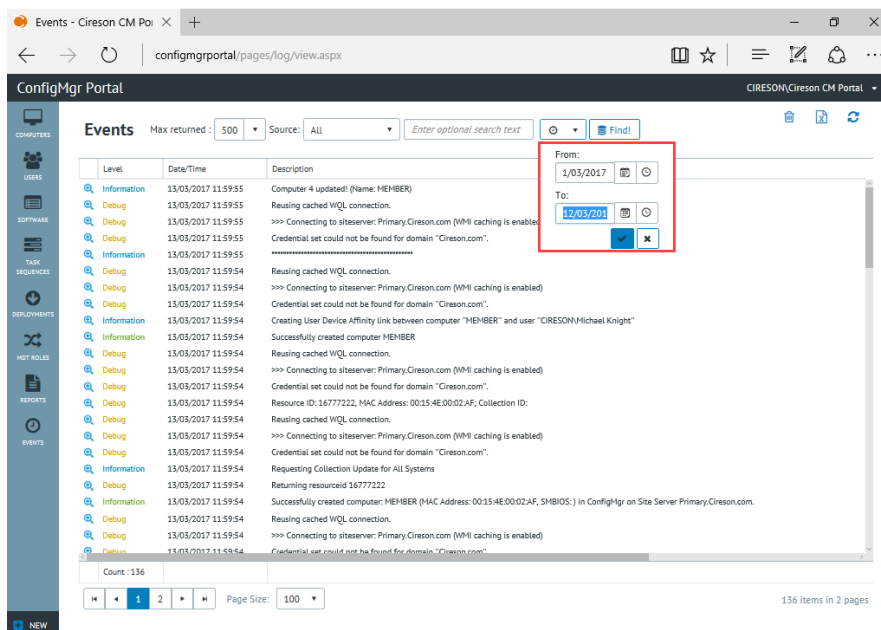 Events - Cireson CM Por
configmgrportal/pages/log/view.aspx
ConfigMgr Portal
CIRESON\Cireson CM Portal
COMPUTERS
USERS
SOFTWARE
TASK
SEQUENCES
DEPLOYMENTS
MDT ROLES
REPORTS
EVENTS
NEW
Events Max returned : 500 Source: All Enter optional search text Find!
From:
1/03/2017
To:
12/03/201
Level Date/Time Description
Information 13/03/2017 11:59:55 Computer 4 updated! (Name: MEMBER)
Debug 13/03/2017 11:59:55 Reusing cached WQL connection.
Debug 13/03/2017 11:59:55 >>> Connecting to siteserver: Primary.Cireson.com (WMI caching is enabled
Debug 13/03/2017 11:59:55 Credential set could not be found for domain "Cireson.com".
Information 13/03/2017 11:59:55
Debug 13/03/2017 11:59:54 Reusing cached WQL connection.
Debug 13/03/2017 11:59:54 >>> Connecting to siteserver: Primary.Cireson.com (WMI caching is enabled)
Debug 13/03/2017 11:59:54 Credential set could not be found for domain "Cireson.com".
Information 13/03/2017 11:59:54 Creating User Device Affinity link between computer "MEMBER" and user "CIRESON\Michael Knight"
Information 13/03/2017 11:59:54 Successfully created computer MEMBER
Debug 13/03/2017 11:59:54 Reusing cached WQL connection.
Debug 13/03/2017 11:59:54 >>> Connecting to siteserver: Primary.Cireson.com (WMI caching is enabled)
Debug 13/03/2017 11:59:54 Credential set could not be found for domain "Cireson.com".
Debug 13/03/2017 11:59:54 Resource ID: 16777222, MAC Address: 00:15:4E:00:02:AF; Collection ID:
Debug 13/03/2017 11:59:54 Reusing cached WQL connection.
Debug 13/03/2017 11:59:54 >>> Connecting to siteserver: Primary.Cireson.com (WMI caching is enabled)
Debug 13/03/2017 11:59:54 Credential set could not be found for domain "Cireson.com".
Information 13/03/2017 11:59:54 Requesting Collection Update for All Systems
Debug 13/03/2017 11:59:54 Returning resourceid 16777222
Information 13/03/2017 11:59:54 Successfully created computer: MEMBER (MAC Address: 00:15:4E:00:02:AF, SMBIOS: ) in ConfigMgr on Site Server Primary.Cireson.com.
Debug 13/03/2017 11:59:54 Reusing cached WQL connection.
Debug 13/03/2017 11:59:54 >>> Connecting to siteserver: Primary.Cireson.com (WMI caching is enabled)
Debug 13/03/2017 11:59:54 Credential set could not be found for domain "Cireson.com".
Count : 136
1 2 Page Size: 100 136 items in 2 pages